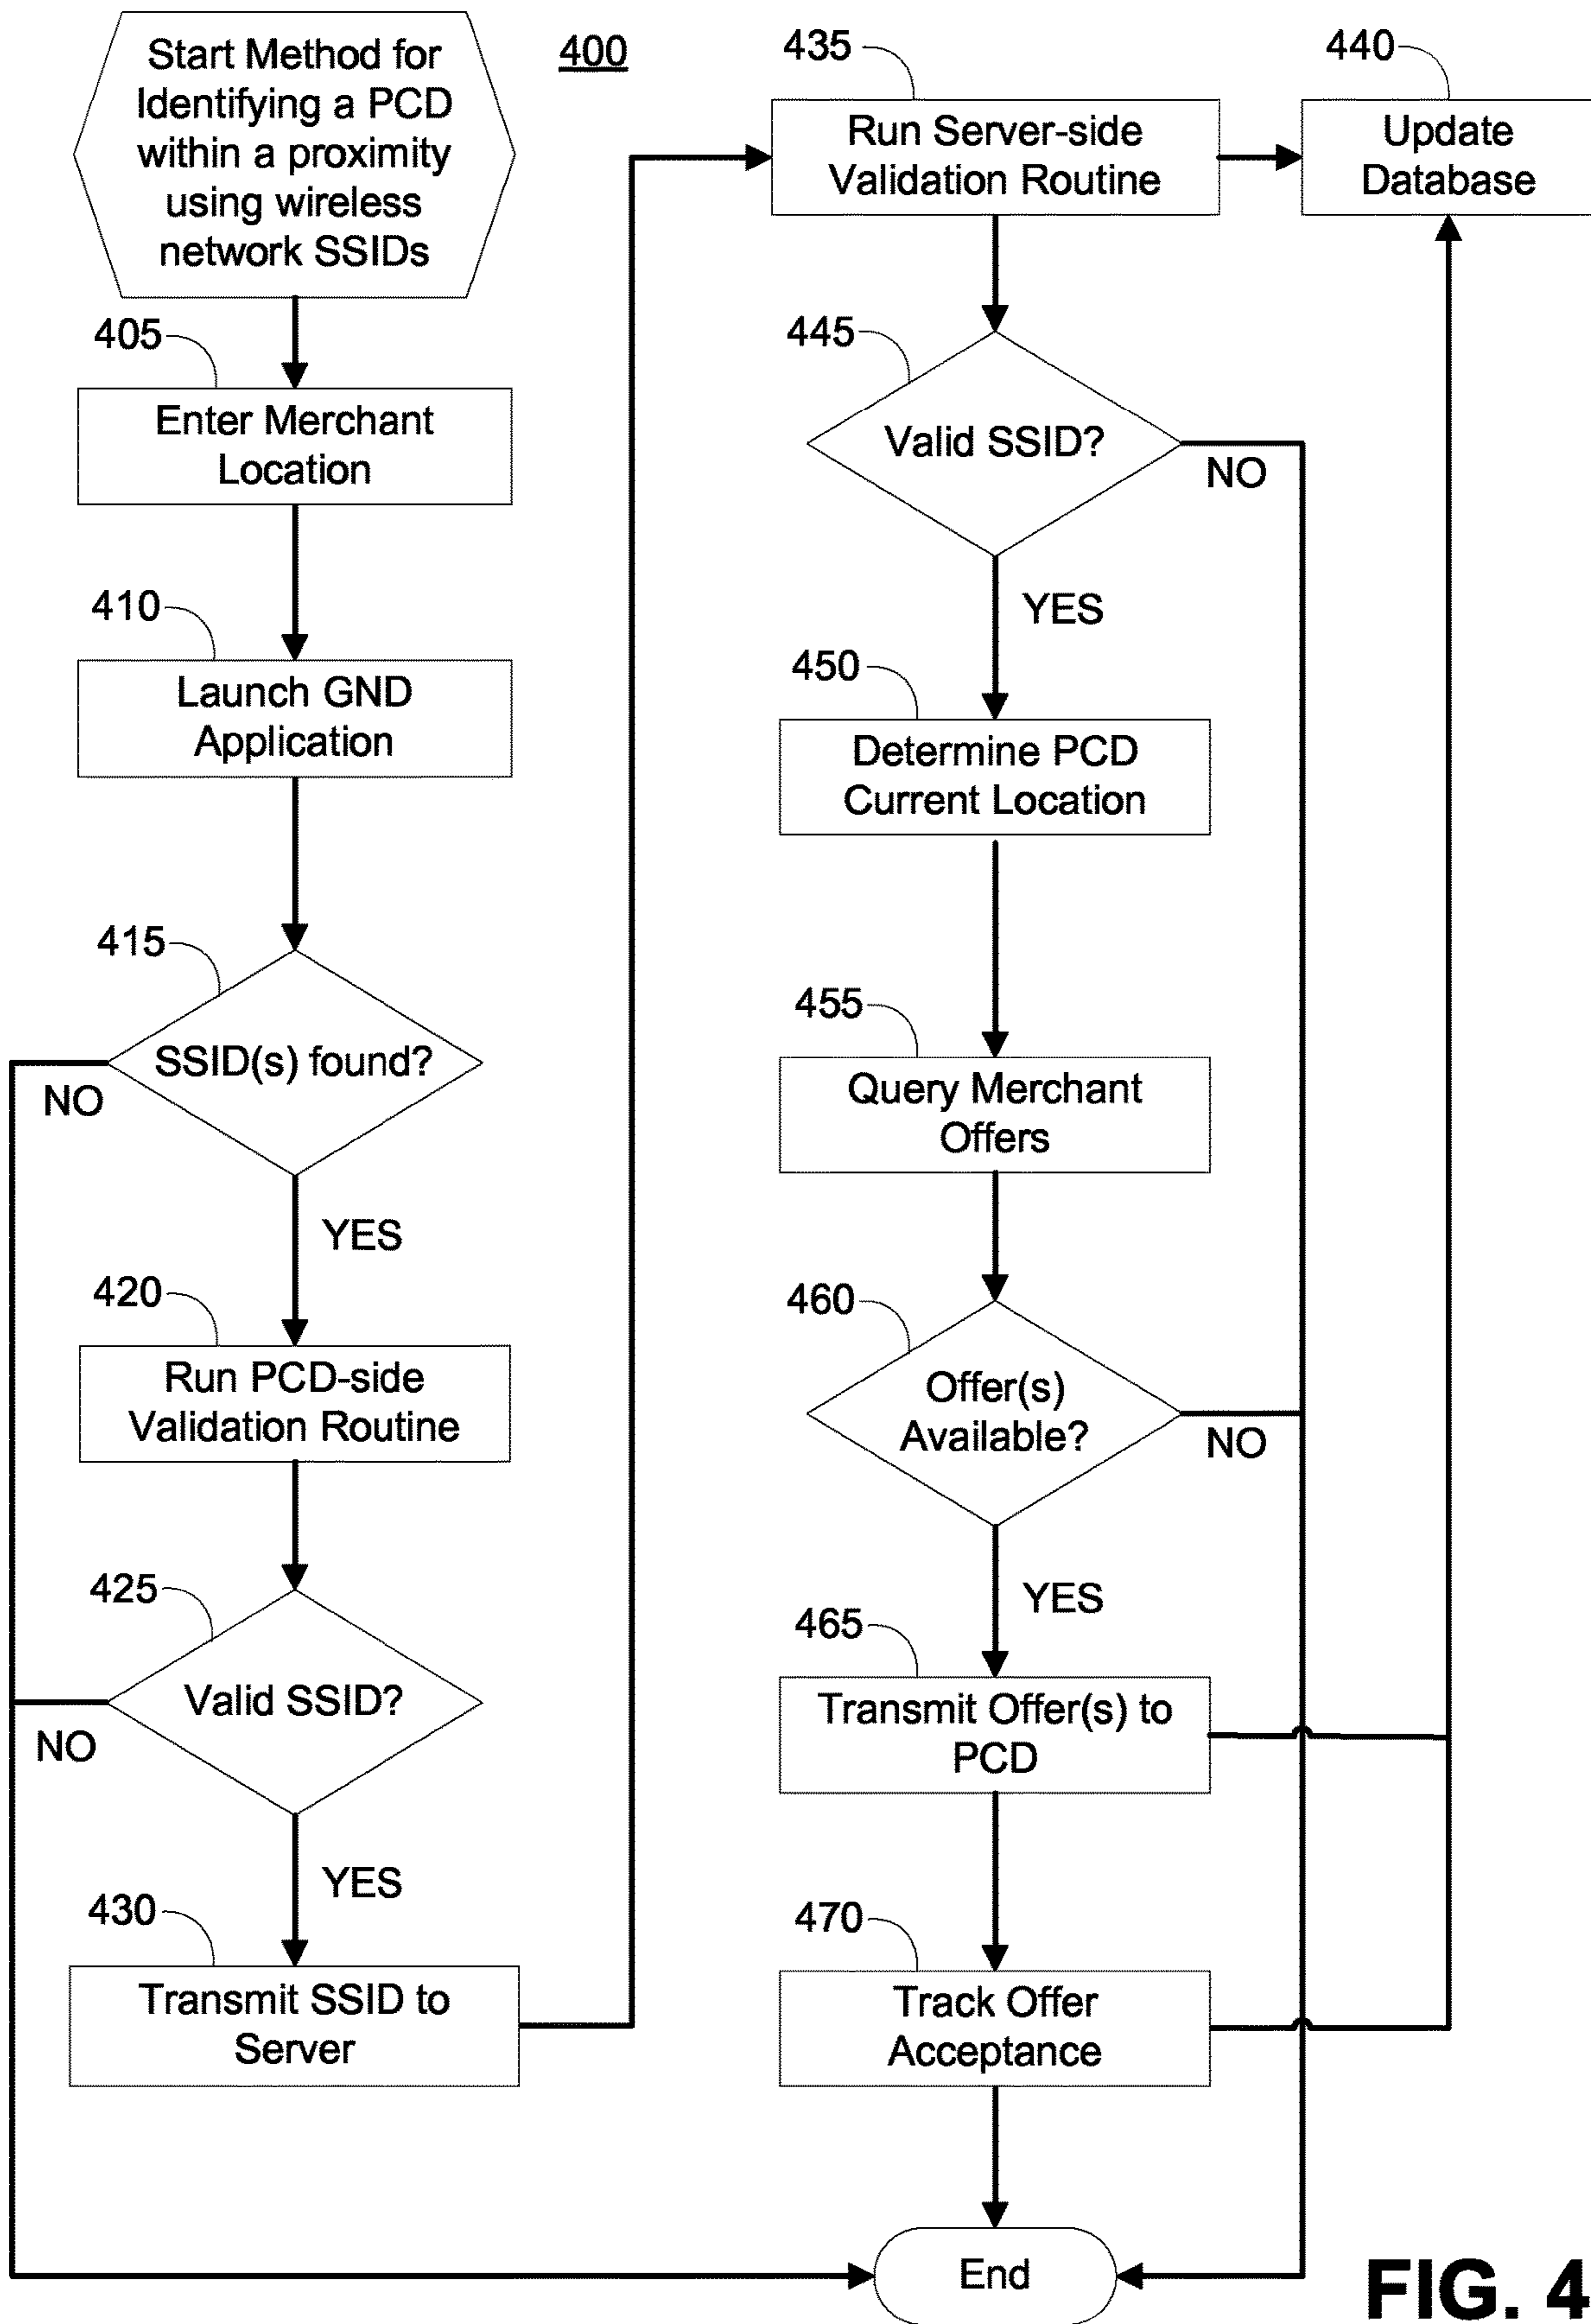 Start Method for
Identifying a PCD
within a proximity
using wireless
network SSIDs
400
405
Enter Merchant
Location
410
Launch GND
Application
415
SSID(s) found?
NO
YES
420
Run PCD-side
Validation Routine
425
Valid SSID?
NO
YES
430
Transmit SSID to
Server
435
Run Server-side
Validation Routine
440
Update
Database
445
Valid SSID?
NO
YES
450
Determine PCD
Current Location
455
Query Merchant
Offers
460
Offer(s)
Available?
NO
YES
465
Transmit Offer(s) to
PCD
470
Track Offer
Acceptance
End
FIG. 4